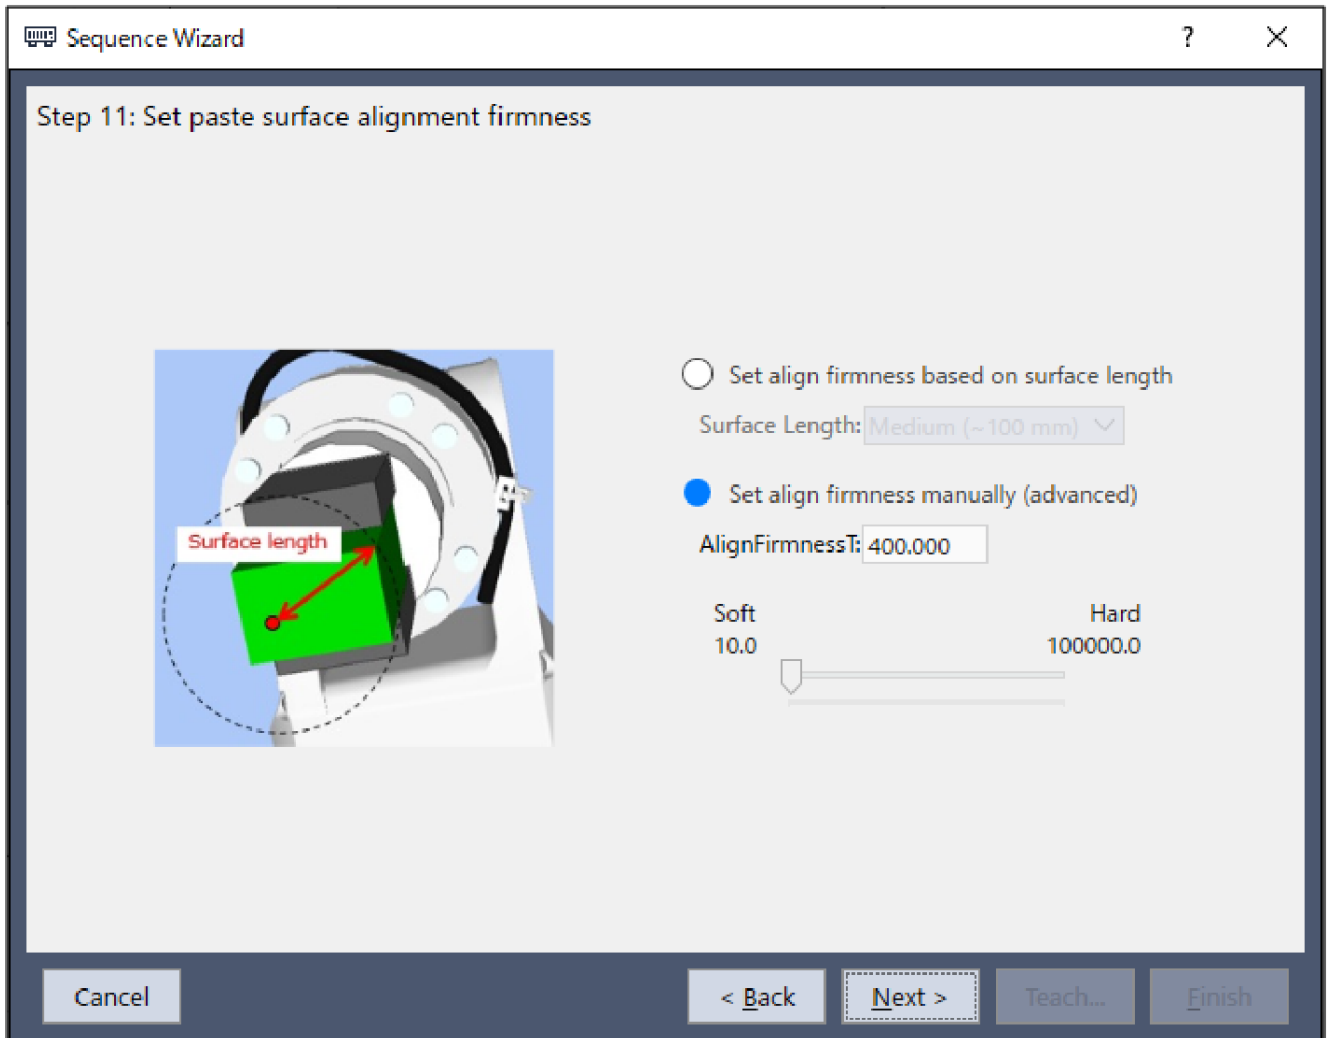 Sequence Wizard
?
Step 11: Set paste surface alignment firmness
Surface length
Set align firmness based on surface length
Surface Length: Medium (~100 mm)
Set align firmness manually (advanced)
AlignFirmnessT: 400.000
Soft Hard
10.0 100000.0
Cancel < Back Next > Teach... Finish